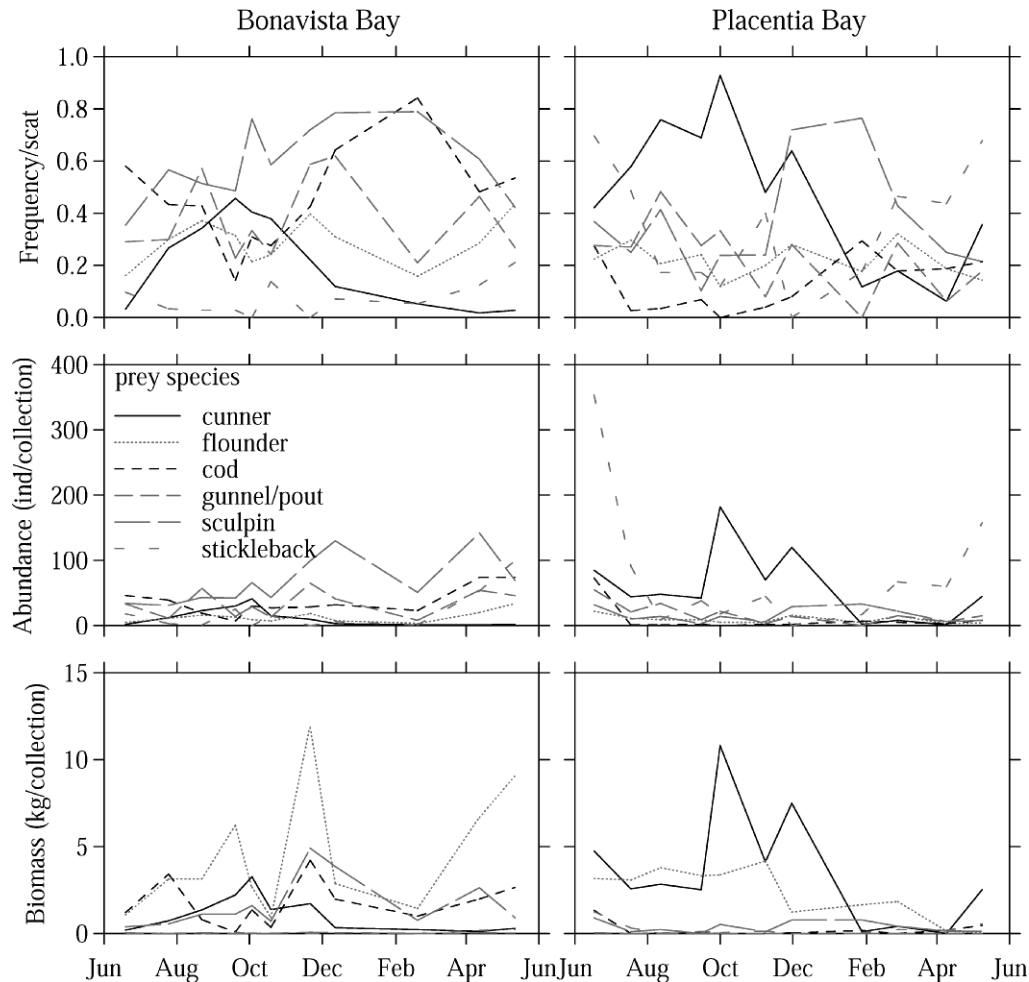 Bonavista Bay
Placentia Bay
Frequency/scat
1.0
0.8
0.6
0.4
0.2
0.0
Abundance (ind/collection)
400
300
200
100
0
prey species
cunner
flounder
cod
gunnel/pout
sculpin
stickleback
Biomass (kg/collection)
15
10
5
0
Jun Aug Oct Dec Feb Apr Jun
Jun Aug Oct Dec Feb Apr Jun